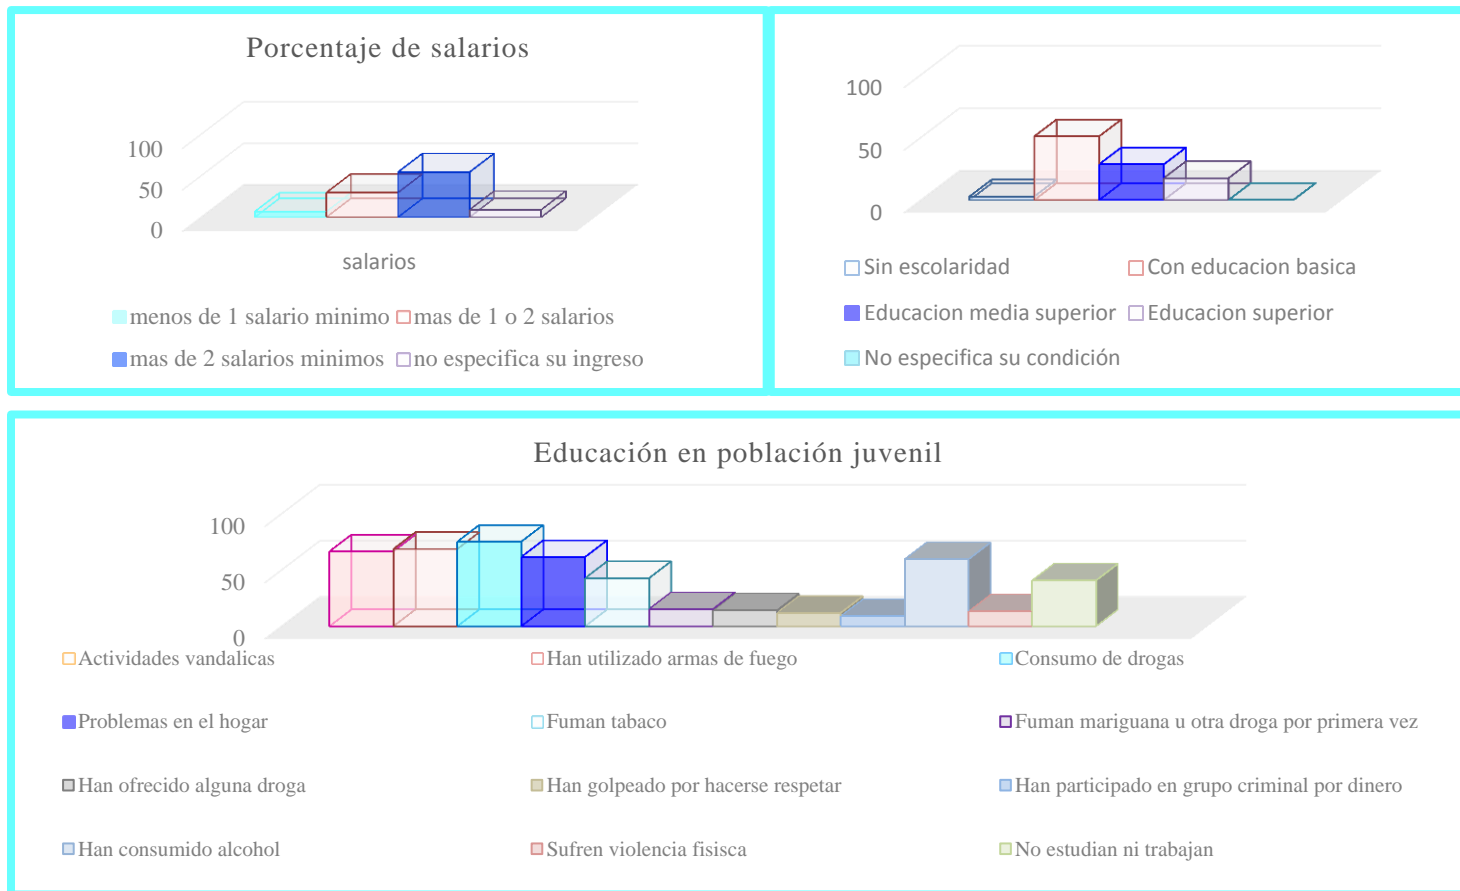 Porcentaje de salarios
100
50
0
salarios
menos de 1 salario minimo mas de 1 o 2 salarios
mas de 2 salarios minimos no especifica su ingreso
100
50
0
Sin escolaridad Con educacion basica
Educacion media superior Educacion superior
No especifica su condición
Educación en población juvenil
100
50
0
Actividades vandalicas Han utilizado armas de fuego Consumo de drogas
Problemas en el hogar Fuman tabaco Fuman mariguana u otra droga por primera vez
Han ofrecido alguna droga Han golpeado por hacerse respetar Han participado en grupo criminal por dinero
Han consumido alcohol Sufren violencia fisisca No estudian ni trabajan